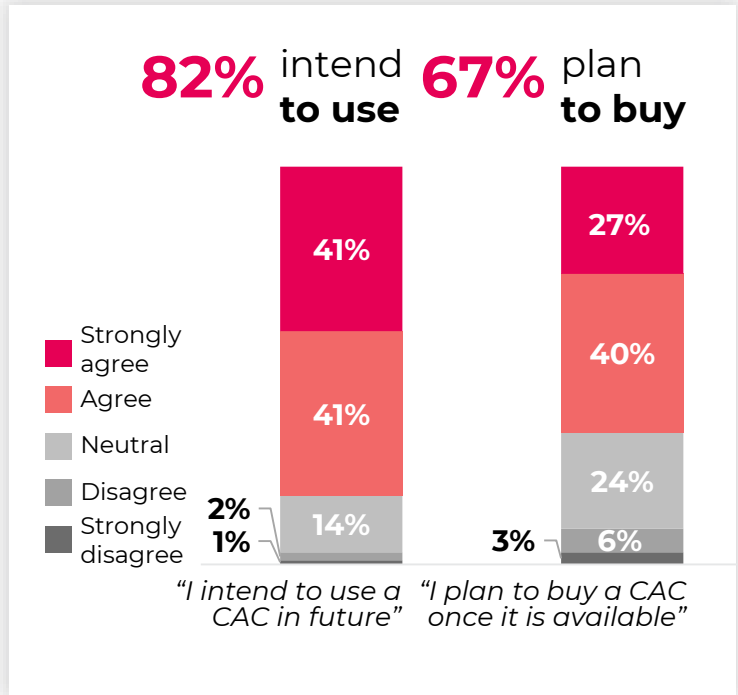 82% intend
to use
67% plan
to buy
41%
41%
14%
2%
1%
27%
40%
24%
6%
3%
Strongly
agree
Agree
Neutral
Disagree
Strongly
disagree
“I intend to use a
CAC in future”
“I plan to buy a CAC
once it is available”